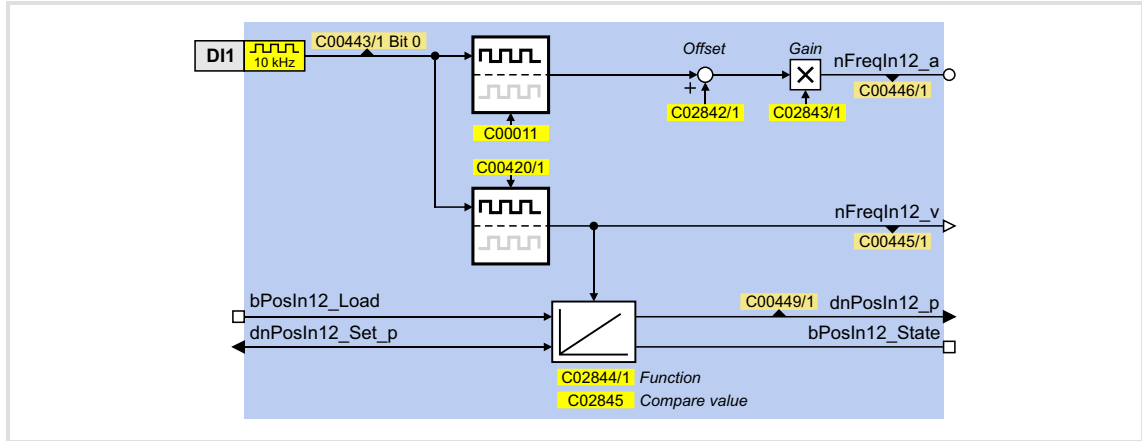 DI1
10 kHz
C00443/1 Bit 0
Offset
Gain
nFreqIn12_a
+
C00446/1
C02842/1
C02843/1
C00011
C00420/1
nFreqIn12_v
C00445/1
bPosIn12_Load
C00449/1
dnPosIn12_p
dnPosIn12_Set_p
bPosIn12_State
C02844/1 Function
C02845 Compare value